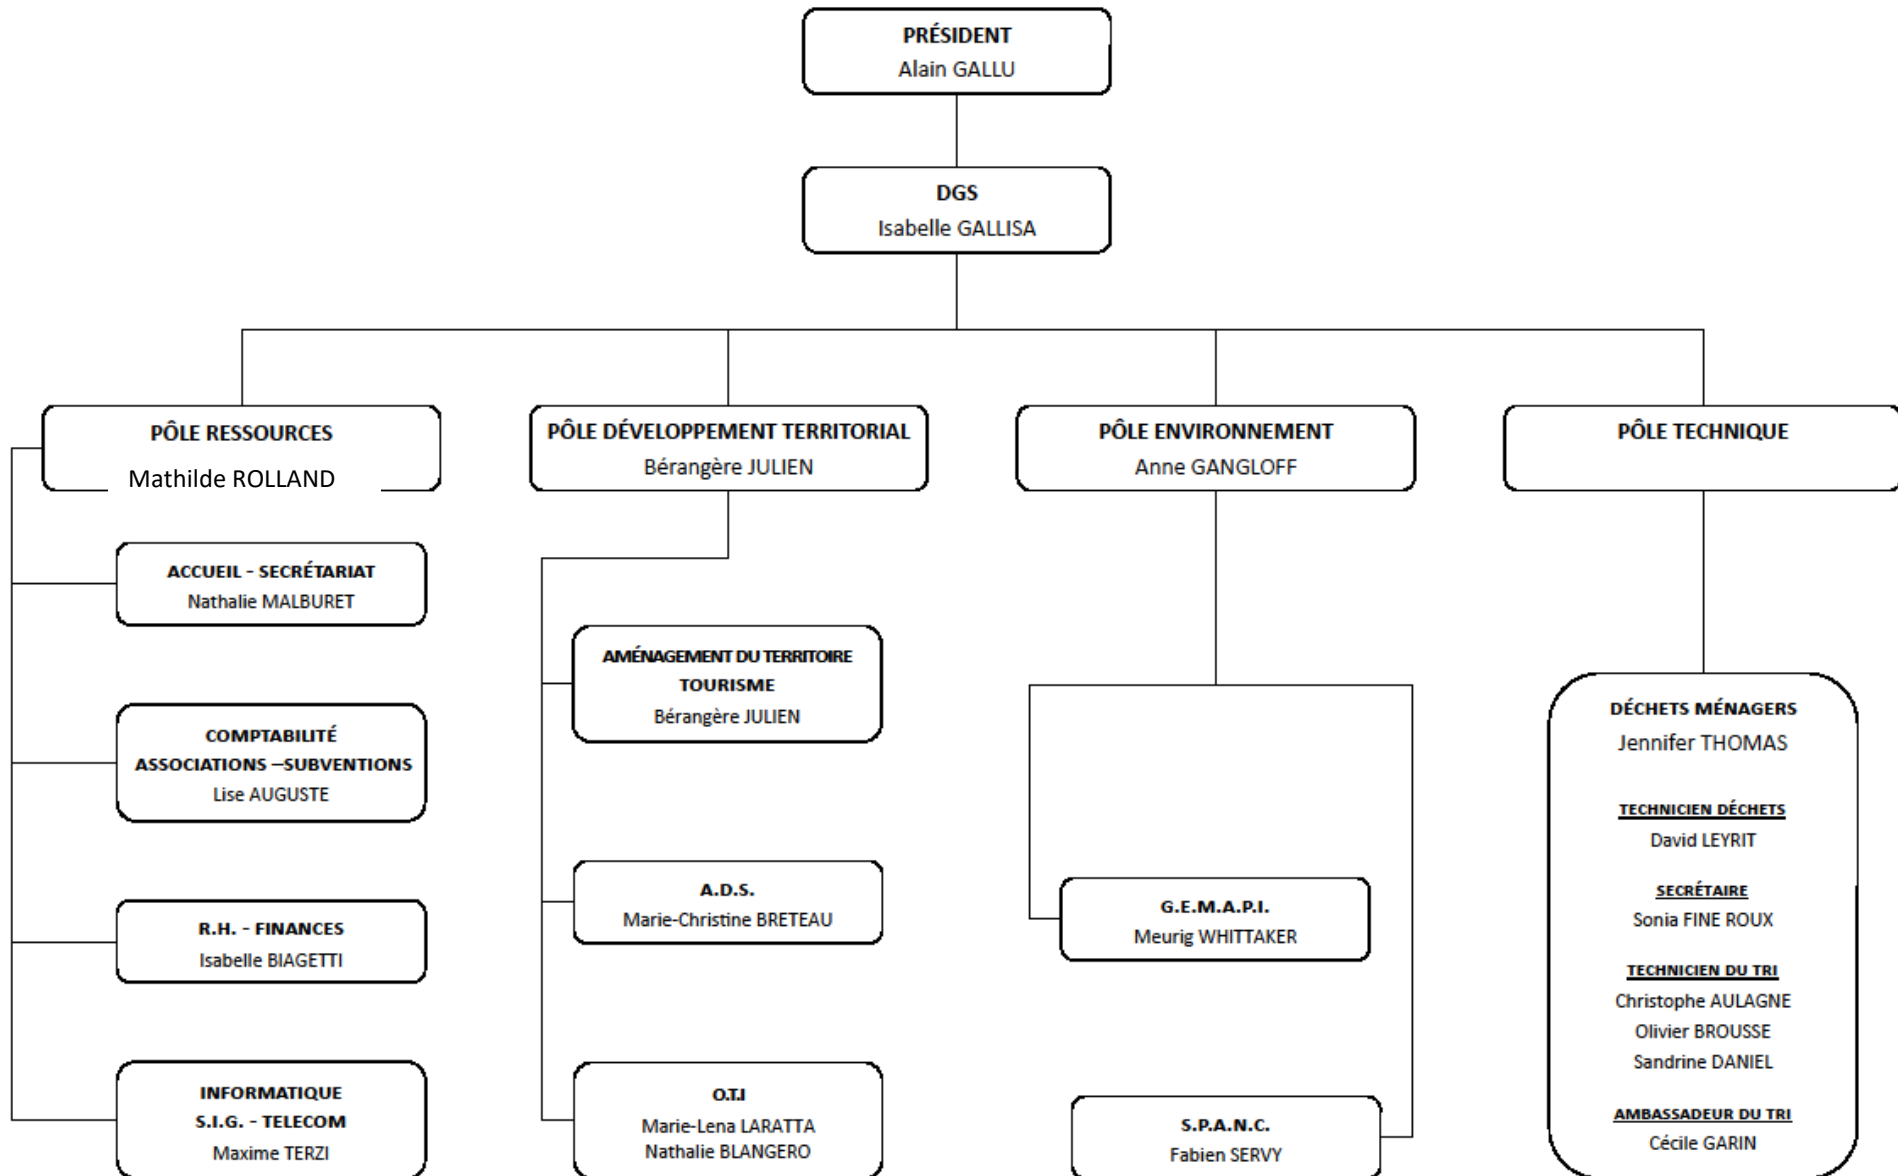 PRÉSIDENT
Alain GALLU
DGS
Isabelle GALLISA
PÔLE RESSOURCES
Mathilde ROLLAND
ACCUEIL - SECRÉTARIAT
Nathalie MALBURET
COMPTABILITÉ
ASSOCIATIONS –SUBVENTIONS
Lise AUGUSTE
R.H. - FINANCES
Isabelle BIAGETTI
INFORMATIQUE
S.I.G. - TELECOM
Maxime TERZI
PÔLE DÉVELOPPEMENT TERRITORIAL
Bérangère JULIEN
AMÉNAGEMENT DU TERRITOIRE
TOURISME
Bérangère JULIEN
A.D.S.
Marie-Christine BRETEAU
O.T.I
Marie-Lena LARATTA
Nathalie BLANGERO
PÔLE ENVIRONNEMENT
Anne GANGLOFF
G.E.M.A.P.I.
Meurig WHITTAKER
S.P.A.N.C.
Fabien SERVY
PÔLE TECHNIQUE
DÉCHETS MÉNAGERS
Jennifer THOMAS
TECHNICIEN DÉCHETS
David LEYRIT
SECRÉTAIRE
Sonia FINE ROUX
TECHNICIEN DU TRI
Christophe AULAGNE
Olivier BROUSSE
Sandrine DANIEL
AMBASSADEUR DU TRI
Cécile GARIN